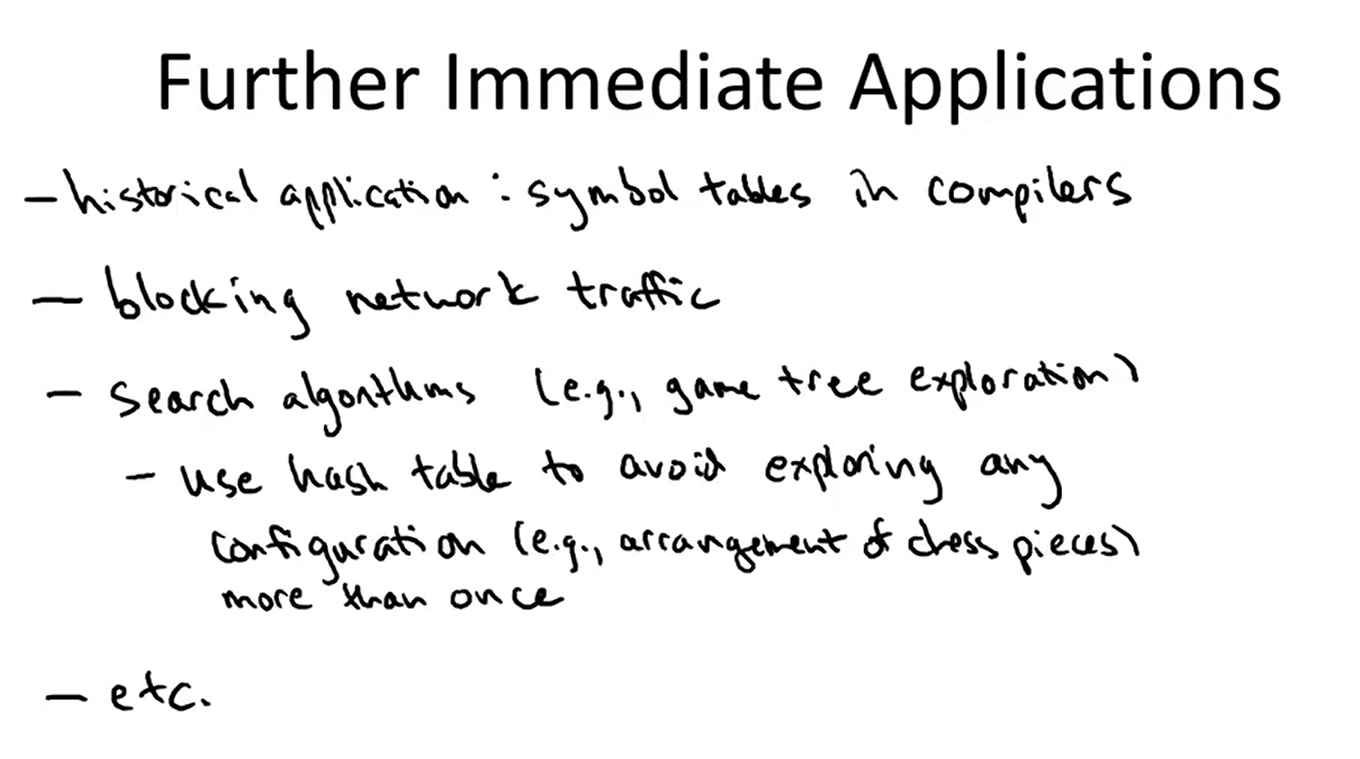 Further Immediate Applications
- historical application : symbol tables in compilers
- blocking network traffic
- search algorithms (e.g., game tree exploration)
- use hash table to avoid exploring any
configuration (e.g., arrangement of chess pieces)
more than once
- etc.